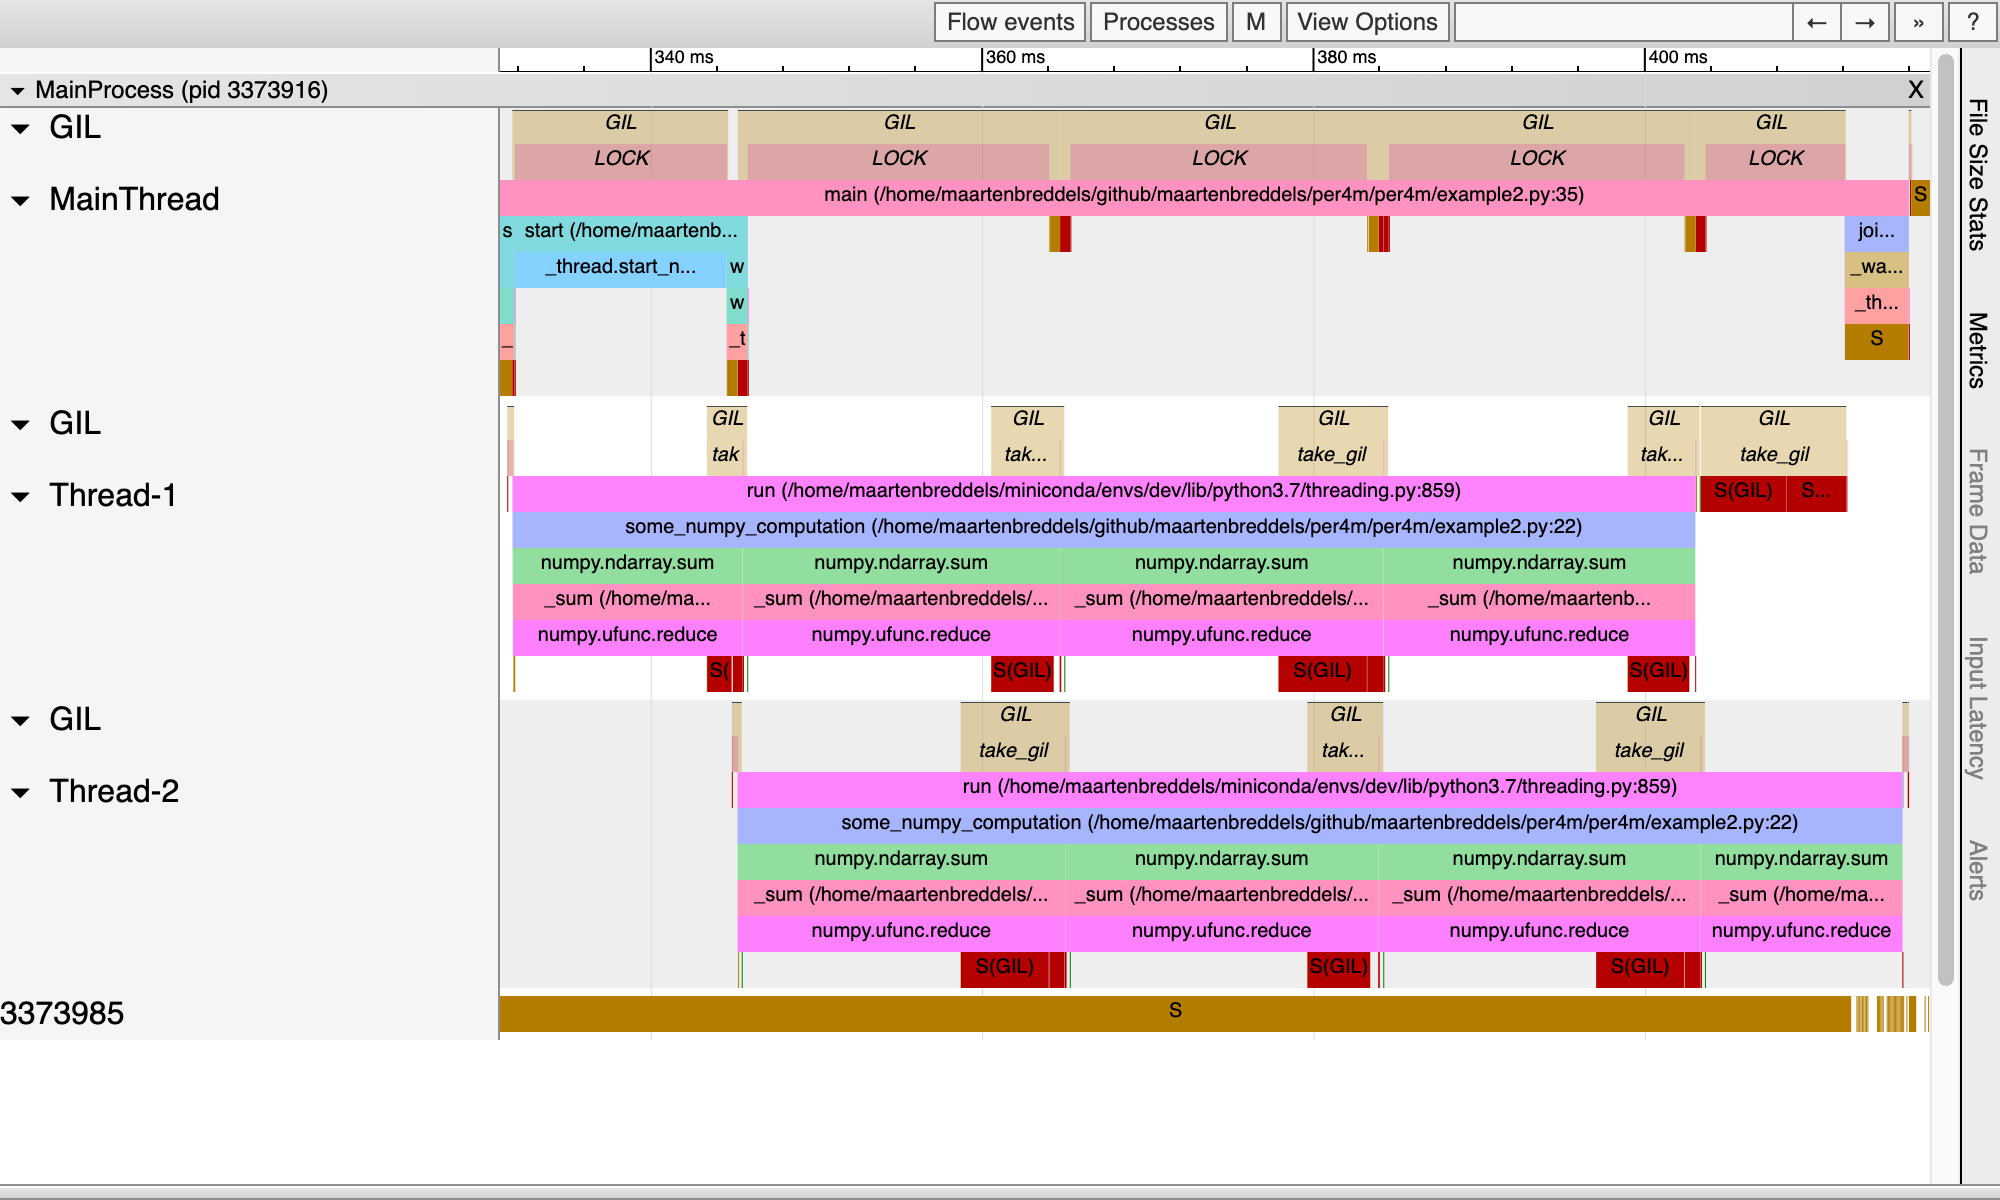 Flow events Processes M View Options ← → » ?
340 ms 360 ms 380 ms 400 ms
MainProcess (pid 3373916) X
GIL GIL GIL GIL GIL GIL
LOCK LOCK LOCK LOCK LOCK
MainThread main (/home/maartenbreddels/github/maartenbreddels/per4m/per4m/example2.py:35) S
s start (/home/maartenb... joi...
_thread.start_n... w _wa...
w _th...
_ _t S
GIL GIL GIL GIL GIL GIL
tak tak... take_gil tak... take_gil
Thread-1 run (/home/maartenbreddels/miniconda/envs/dev/lib/python3.7/threading.py:859) S(GIL) S...
some_numpy_computation (/home/maartenbreddels/github/maartenbreddels/per4m/per4m/example2.py:22)
numpy.ndarray.sum numpy.ndarray.sum numpy.ndarray.sum numpy.ndarray.sum
_sum (/home/ma... _sum (/home/maartenbreddels/... _sum (/home/maartenbreddels/... _sum (/home/maartenb...
numpy.ufunc.reduce numpy.ufunc.reduce numpy.ufunc.reduce numpy.ufunc.reduce
S( S(GIL) S(GIL) S(GIL)
GIL GIL GIL GIL
take_gil tak... take_gil
Thread-2 run (/home/maartenbreddels/miniconda/envs/dev/lib/python3.7/threading.py:859)
some_numpy_computation (/home/maartenbreddels/github/maartenbreddels/per4m/per4m/example2.py:22)
numpy.ndarray.sum numpy.ndarray.sum numpy.ndarray.sum numpy.ndarray.sum
_sum (/home/maartenbreddels/... _sum (/home/maartenbreddels/... _sum (/home/maartenbreddels/... _sum (/home/ma...
numpy.ufunc.reduce numpy.ufunc.reduce numpy.ufunc.reduce numpy.ufunc.reduce
S(GIL) S(GIL) S(GIL)
3373985 S
File Size Stats
Metrics
Frame Data
Input Latency
Alerts